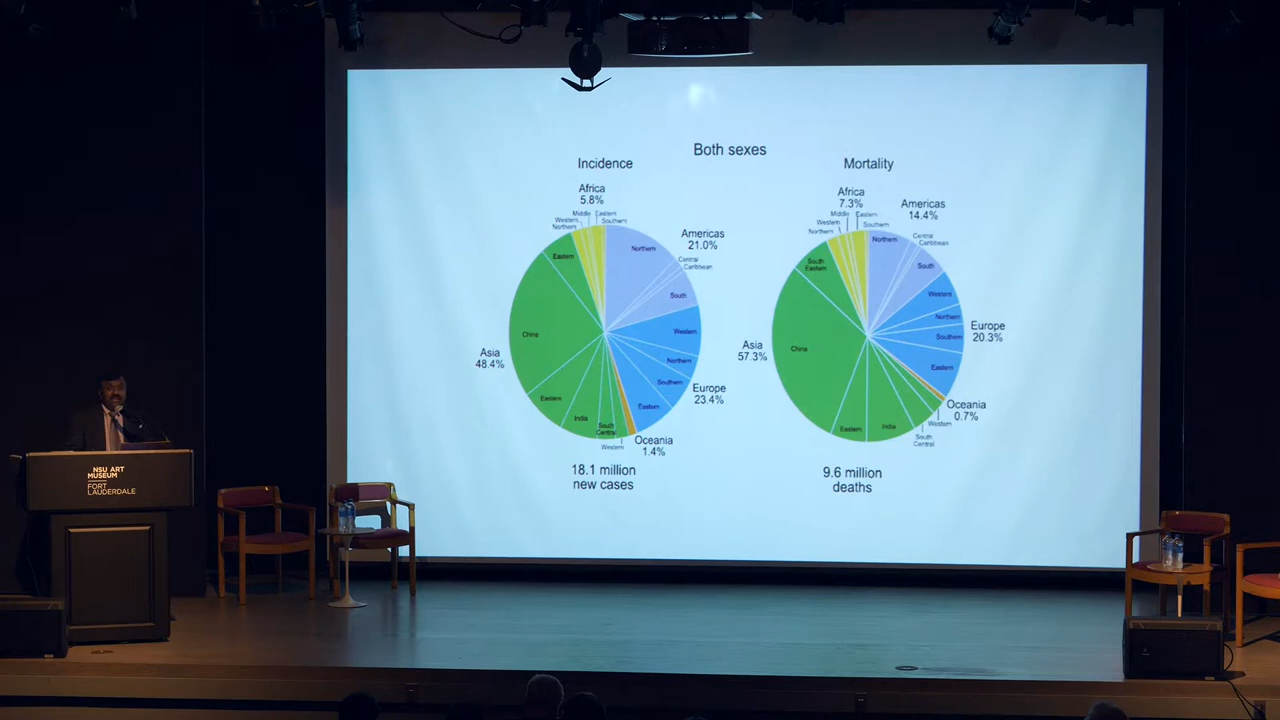 Both sexes
Incidence
Africa
5.8%
Middle
Eastern
Western
Southern
Northern
Americas
21.0%
Northern
Central
Caribbean
South
Eastern
China
Asia
48.4%
Western
Northern
Southern
Europe
23.4%
Eastern
Eastern
India
South
Central
Western
Oceania
1.4%
18.1 million
new cases
Mortality
Africa
7.3%
Middle
Eastern
Western
Southern
Northern
Americas
14.4%
Northern
Central
Caribbean
South
South
Eastern
China
Asia
57.3%
Western
Northern
Southern
Europe
20.3%
Eastern
Oceania
0.7%
Western
South
Central
India
Eastern
9.6 million
deaths
NSU ART
MUSEUM
FORT
LAUDERDALE